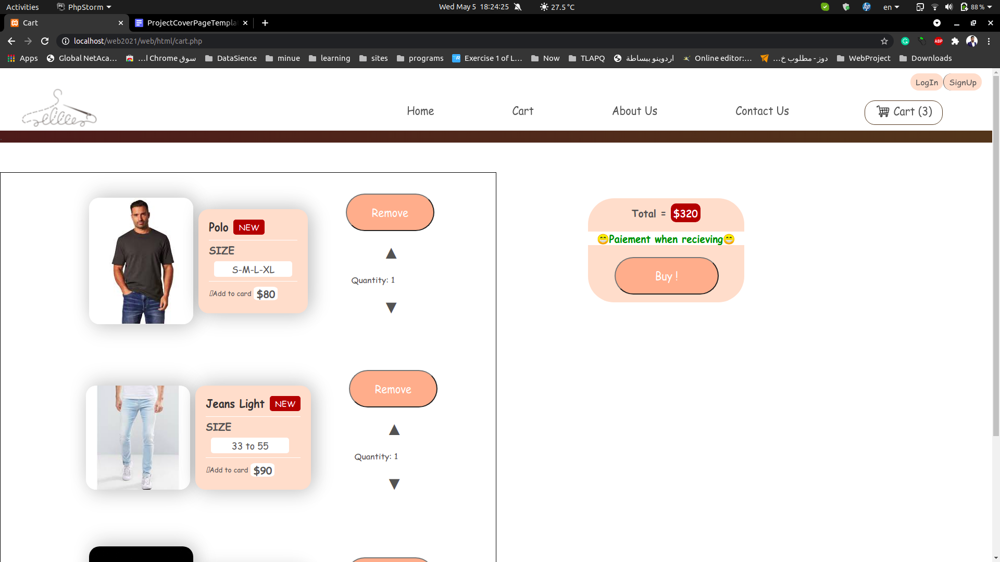 Activities PhpStorm Wed May 5 18:24:25 27.5 °C en 88 %
Cart ProjectCoverPageTempla
localhost/web2021/web/html/cart.php ABP
Apps Global NetAca... سوق Chrome ا... DataSience minue learning sites programs Exercise 1 of L... Now TLAPQ اردوينو ببساطة Online editor:... دوز - مطلوب خ... WebProject Downloads
LogIn SignUp
Home Cart About Us Contact Us Cart (3)
Polo NEW
SIZE
S-M-L-XL
Add to card $80
Remove
▲
Quantity: 1
▼
Total = $320
😁Paiement when recieving😁
Buy !
Jeans Light NEW
SIZE
33 to 55
Add to card $90
Remove
▲
Quantity: 1
▼